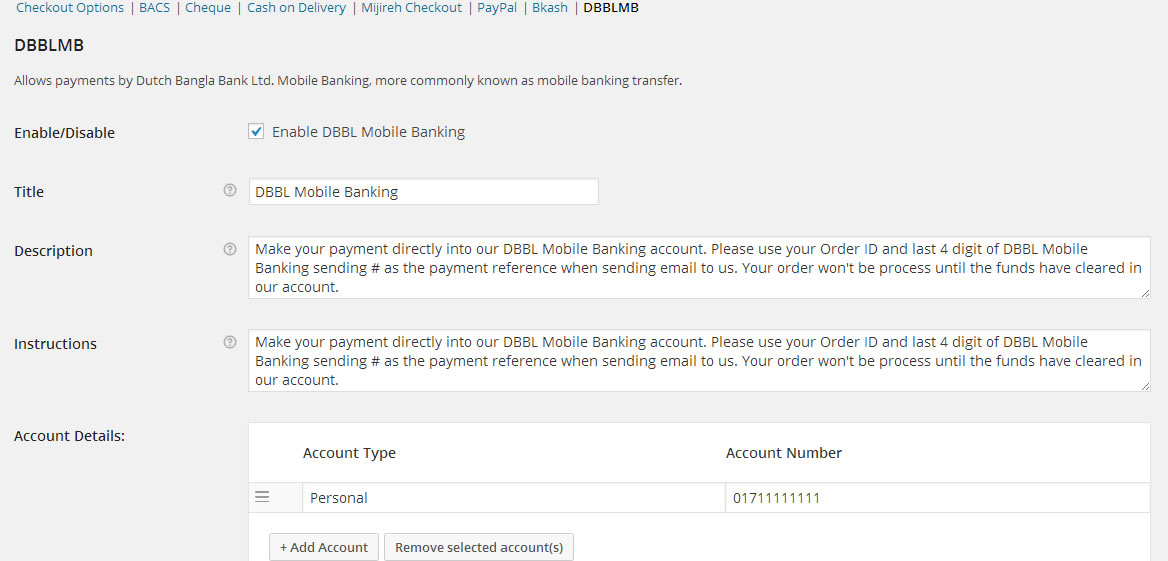 Checkout Options | BACS | Cheque | Cash on Delivery | Mijireh Checkout | PayPal | Bkash | DBBLMB
DBBLMB
Allows payments by Dutch Bangla Bank Ltd. Mobile Banking, more commonly known as mobile banking transfer.
Enable/Disable Enable DBBL Mobile Banking
Title ? DBBL Mobile Banking
Description ? Make your payment directly into our DBBL Mobile Banking account. Please use your Order ID and last 4 digit of DBBL Mobile
Banking sending # as the payment reference when sending email to us. Your order won't be process until the funds have cleared in
our account.
Instructions ? Make your payment directly into our DBBL Mobile Banking account. Please use your Order ID and last 4 digit of DBBL Mobile
Banking sending # as the payment reference when sending email to us. Your order won't be process until the funds have cleared in
our account.
Account Details:
Account Type Account Number
Personal 01711111111
+ Add Account Remove selected account(s)